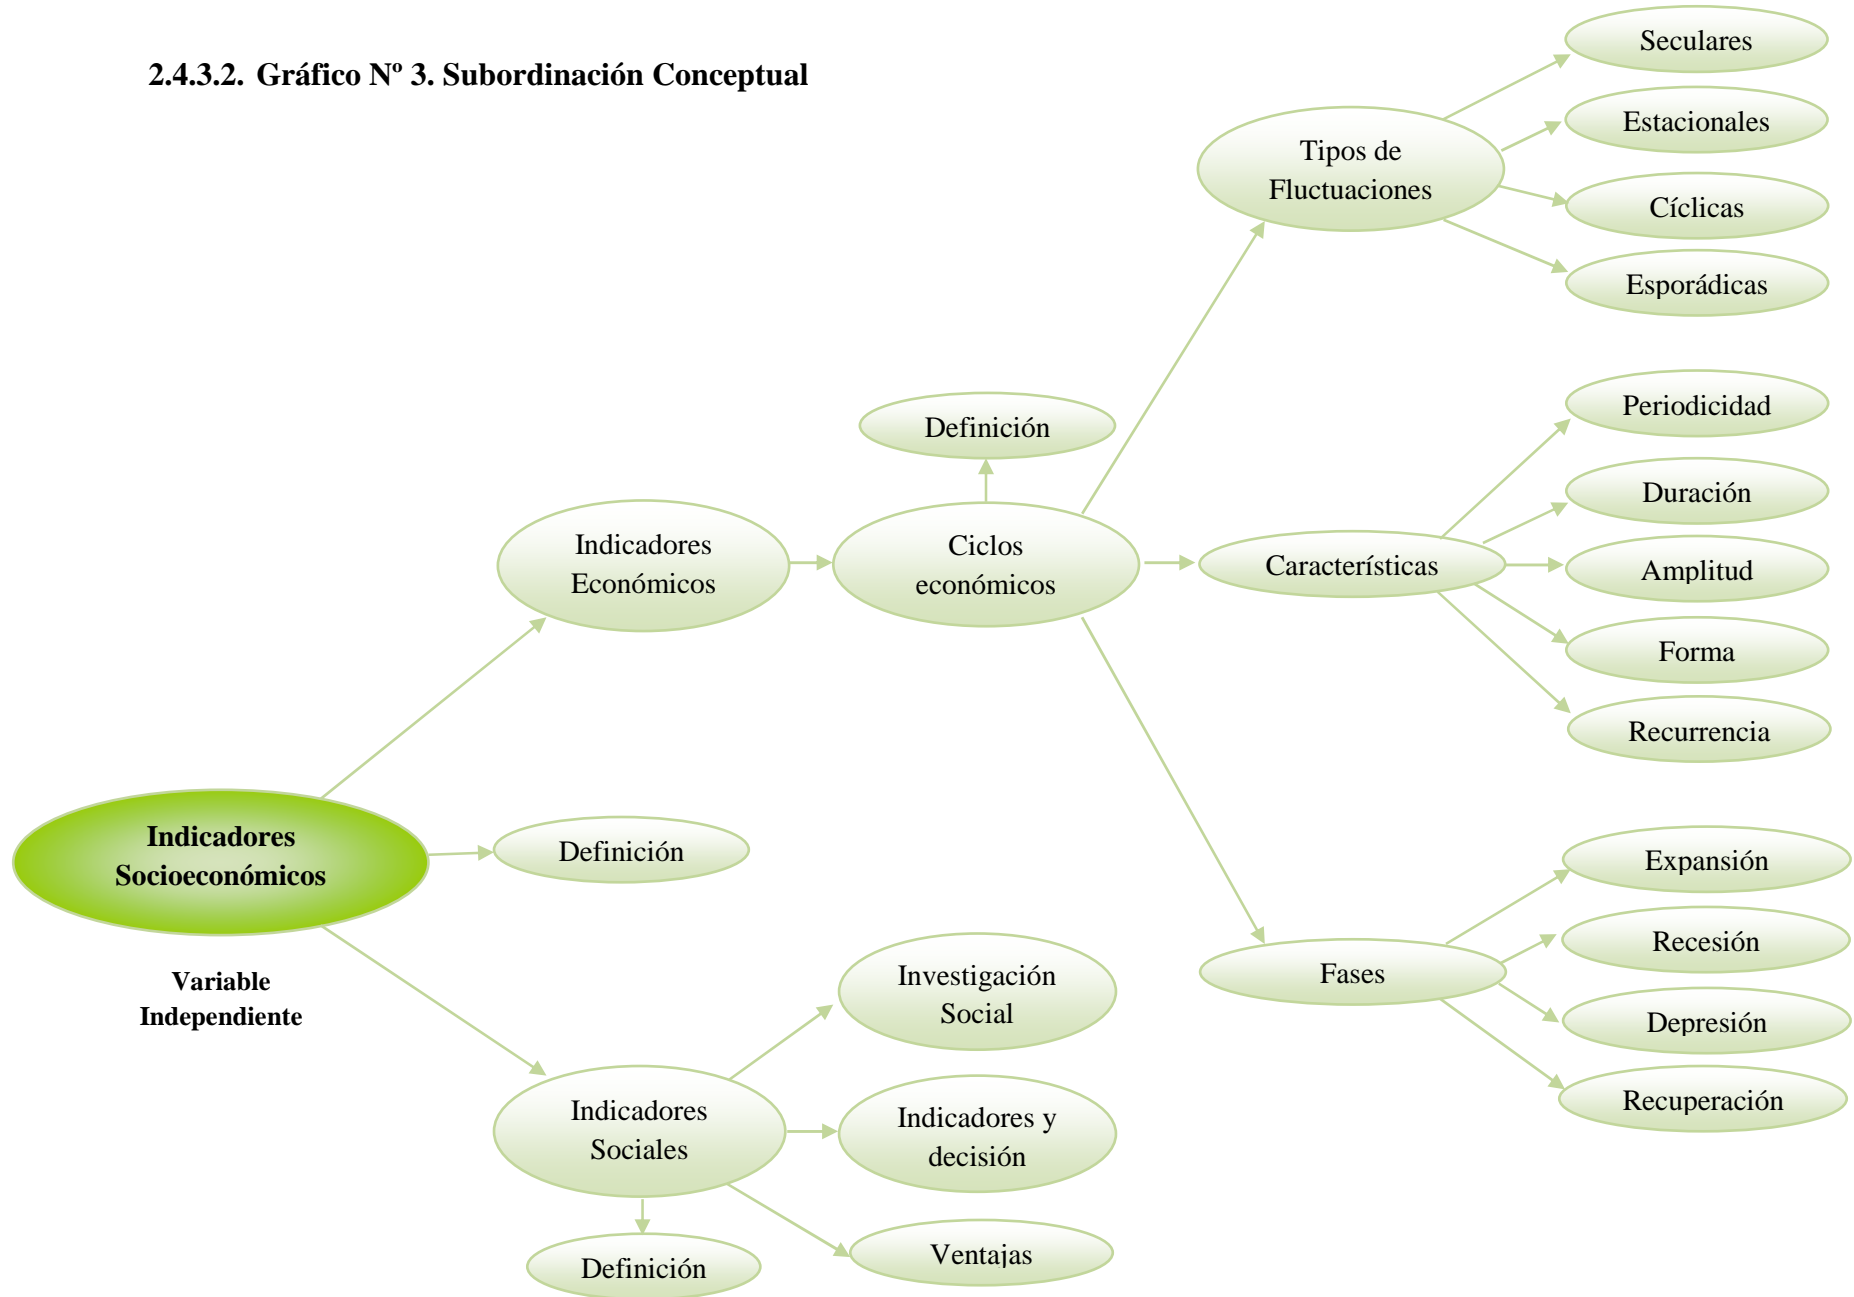 2.4.3.2. Gráfico Nº 3. Subordinación Conceptual
Seculares
Estacionales
Tipos de
Fluctuaciones
Cíclicas
Esporádicas
Definición
Periodicidad
Duración
Indicadores
Económicos
Ciclos
económicos
Características
Amplitud
Forma
Recurrencia
Indicadores
Socioeconómicos
Definición
Variable
Independiente
Expansión
Recesión
Fases
Depresión
Recuperación
Investigación
Social
Indicadores
Sociales
Indicadores y
decisión
Ventajas
Definición